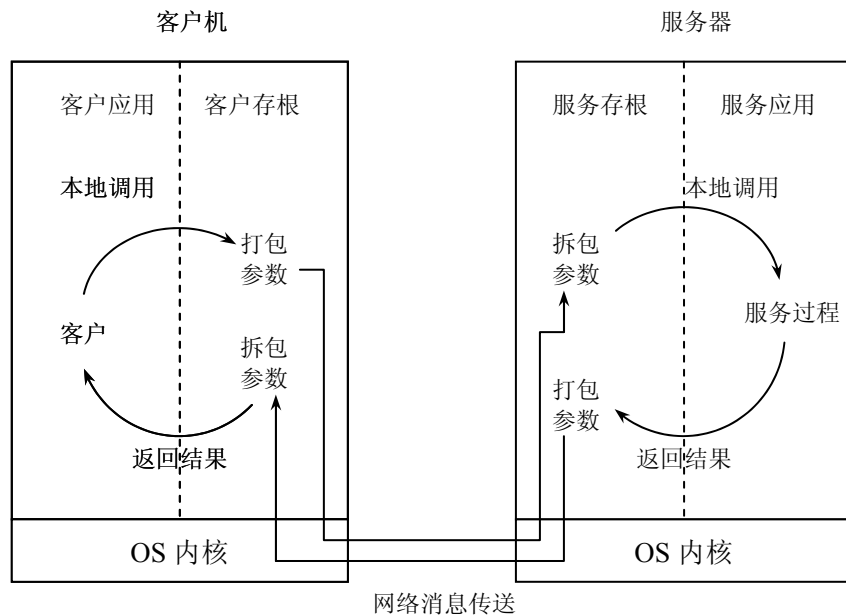 客户机
服务器
客户应用
客户存根
服务存根
服务应用
本地调用
本地调用
打包
参数
拆包
参数
客户
服务过程
拆包
参数
打包
参数
返回结果
返回结果
OS 内核
OS 内核
网络消息传送